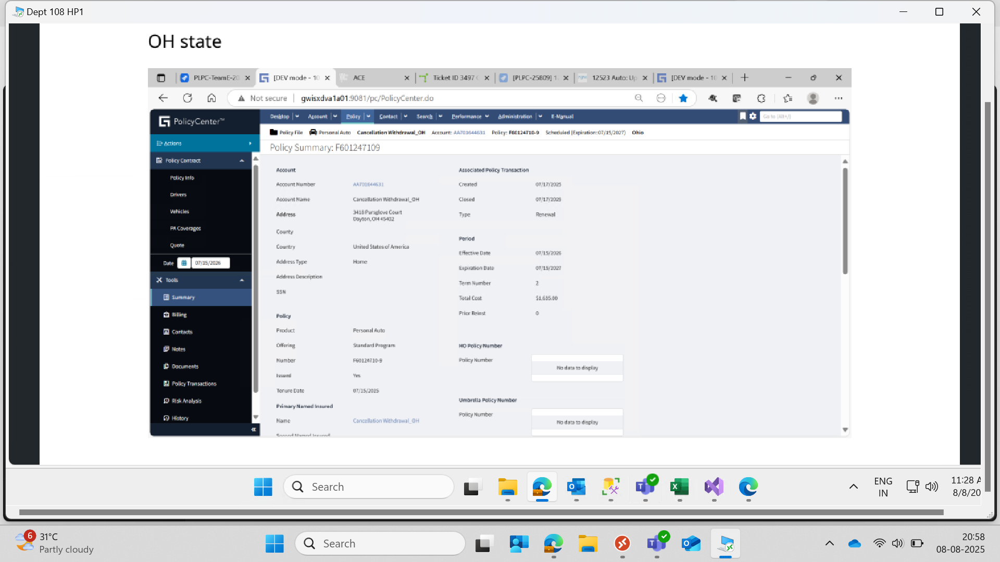 Dept 108 HP1
OH state
PLPC-TeamE-20
[DEV mode - 10
ACE
Ticket ID 3497
[PLPC-25809] 1
12523 Auto: Up
[DEV mode - 10
Not secure
gwisxdva1a01:9081/pc/PolicyCenter.do
PolicyCenter™
Desktop
Account
Policy
Contact
Search
Performance
Administration
E-Manual
Go to (Alt+/)
Actions
Policy File
Personal Auto
Cancellation Withdrawal_OH
Account: AA701644631
Policy: F60124710-9
Scheduled (Expiration: 07/15/2027)
Ohio
Policy Summary: F601247109
Policy Contract
Policy Info
Drivers
Vehicles
PA Coverages
Quote
Date 07/15/2026
Tools
Summary
Billing
Contacts
Notes
Documents
Policy Transactions
Risk Analysis
History
Account
Account Number AA701644631
Account Name Cancellation Withdrawal_OH
Address 3418 Pursglove Court
Dayton, OH 45402
County
Country United States of America
Address Type Home
Address Description
SSN
Policy
Product Personal Auto
Offering Standard Program
Number F60124710-9
Issued Yes
Tenure Date 07/15/2025
Primary Named Insured
Name Cancellation Withdrawal_OH
Second Named Insured
Associated Policy Transaction
Created 07/17/2025
Closed 07/17/2025
Type Renewal
Period
Effective Date 07/15/2026
Expiration Date 07/15/2027
Term Number 2
Total Cost $1,635.00
Prior Reinst 0
HO Policy Number
Policy Number
No data to display
Umbrella Policy Number
Policy Number
No data to display
Search
ENG
IN
11:28 A
8/8/20
6
31°C
Partly cloudy
Search
20:58
08-08-2025